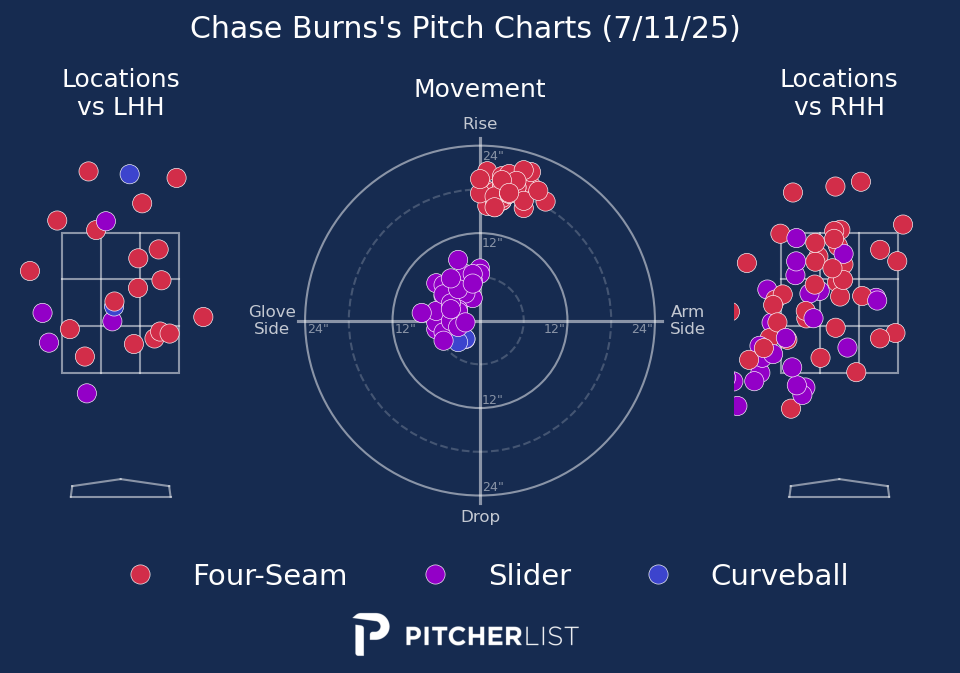 Chase Burns's Pitch Charts (7/11/25)
Locations
vs LHH
Movement
Locations
vs RHH
Rise
24"
12"
Glove
Side
24"
12"
12"
24"
Arm
Side
12"
24"
Drop
Four-Seam
Slider
Curveball
PITCHERLIST